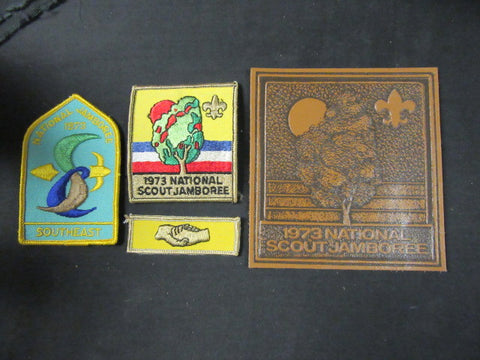 NATIONAL JAMBOREE
1973
SOUTHEAST
1973 NATIONAL
SCOUT JAMBOREE
1973 NATIONAL
SCOUT JAMBOREE